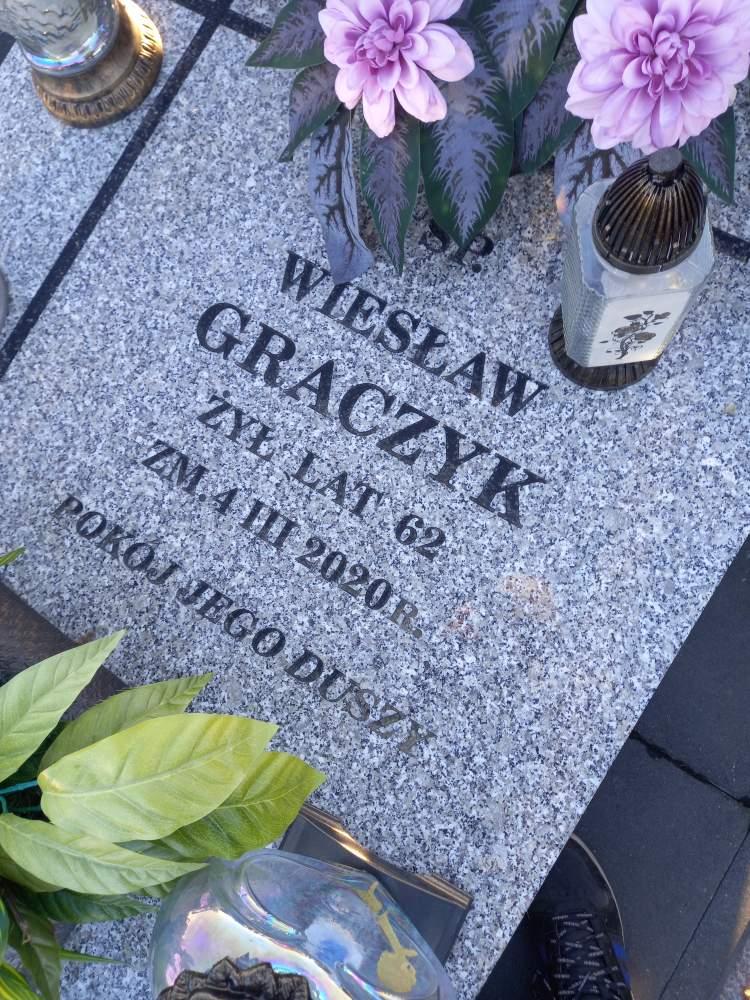 Ś.P.
WIESŁAW
GRACZYK
ŻYŁ LAT 62
ZM. 4 III 2020 R.
POKÓJ JEGO DUSZY